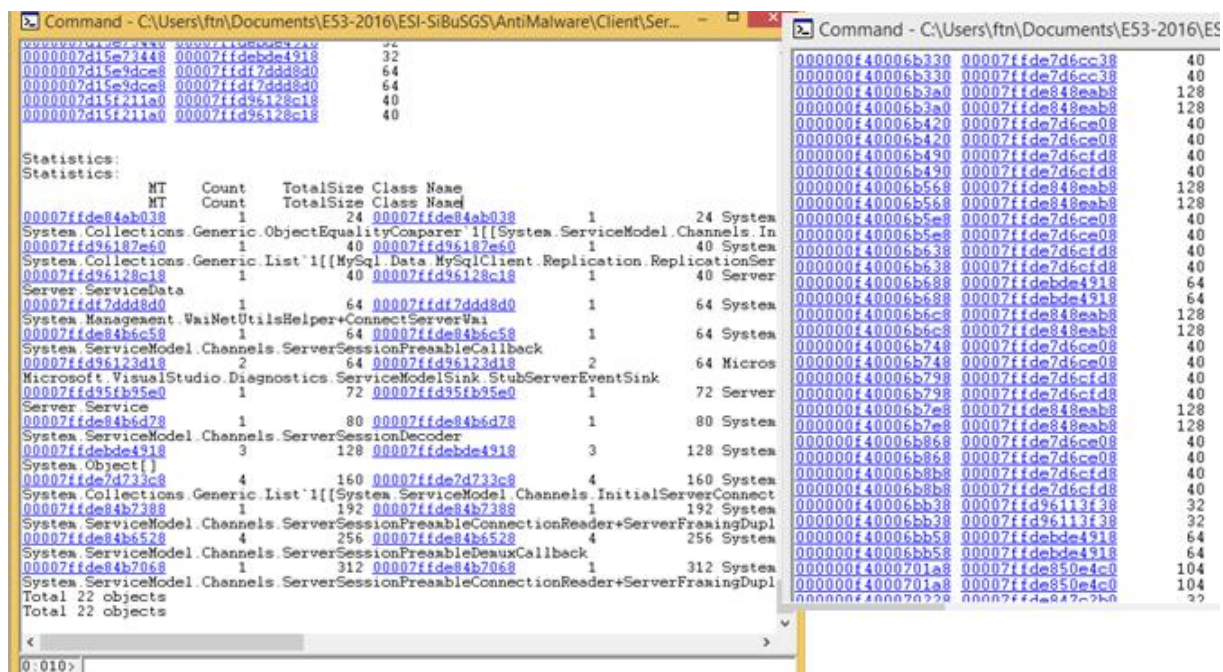 Command - C:\Users\ftn\Documents\ES3-2016\ESI-SiBuSGS\AntiMalware\Client\Ser...
0000007d15e73448 00007ffdebde4918 32
0000007d15e73448 00007ffdebde4918 32
0000007d15e9dce8 00007ffdf7ddd8d0 64
0000007d15e9dce8 00007ffdf7ddd8d0 64
0000007d15f211a0 00007ffd96128c18 40
0000007d15f211a0 00007ffd96128c18 40
Statistics:
Statistics:
MT Count TotalSize Class Name
MT Count TotalSize Class Name
00007ffde84ab038 1 24 00007ffde84ab038 1 24 System
System.Collections.Generic.ObjectEqualityComparer`1[[System.ServiceModel.Channels.In
00007ffd96187e60 1 40 00007ffd96187e60 1 40 System
System.Collections.Generic.List`1[[MySql.Data.MySqlClient.Replication.ReplicationSer
00007ffd96128c18 1 40 00007ffd96128c18 1 40 Server
Server.ServiceData
00007ffdf7ddd8d0 1 64 00007ffdf7ddd8d0 1 64 System
System.Management.WmiNetUtilsHelper+ConnectServerWmi
00007ffde84b6c58 1 64 00007ffde84b6c58 1 64 System
System.ServiceModel.Channels.ServerSessionPreambleCallback
00007ffd96123d18 2 64 00007ffd96123d18 2 64 Micros
Microsoft.VisualStudio.Diagnostics.ServiceModelSink.StubServerEventSink
00007ffd95fb95e0 1 72 00007ffd95fb95e0 1 72 Server
Server.Service
00007ffde84b6d78 1 80 00007ffde84b6d78 1 80 System
System.ServiceModel.Channels.ServerSessionDecoder
00007ffdebde4918 3 128 00007ffdebde4918 3 128 System
System.Object[]
00007ffde7d733c8 4 160 00007ffde7d733c8 4 160 System
System.Collections.Generic.List`1[[System.ServiceModel.Channels.InitialServerConnect
00007ffde84b7388 1 192 00007ffde84b7388 1 192 System
System.ServiceModel.Channels.ServerSessionPreambleConnectionReader+ServerFramingDupl
00007ffde84b6528 4 256 00007ffde84b6528 4 256 System
System.ServiceModel.Channels.ServerSessionPreambleDemuxCallback
00007ffde84b7068 1 312 00007ffde84b7068 1 312 System
System.ServiceModel.Channels.ServerSessionPreambleConnectionReader+ServerFramingDupl
Total 22 objects
Total 22 objects
0:010>
Command - C:\Users\ftn\Documents\ES3-2016\ES
000000f40006b330 00007ffde7d6cc38 40
000000f40006b330 00007ffde7d6cc38 40
000000f40006b3a0 00007ffde848eab8 128
000000f40006b3a0 00007ffde848eab8 128
000000f40006b420 00007ffde7d6ce08 40
000000f40006b420 00007ffde7d6ce08 40
000000f40006b490 00007ffde7d6cfd8 40
000000f40006b490 00007ffde7d6cfd8 40
000000f40006b568 00007ffde848eab8 128
000000f40006b568 00007ffde848eab8 128
000000f40006b5e8 00007ffde7d6ce08 40
000000f40006b5e8 00007ffde7d6ce08 40
000000f40006b638 00007ffde7d6cfd8 40
000000f40006b638 00007ffde7d6cfd8 40
000000f40006b688 00007ffdebde4918 64
000000f40006b688 00007ffdebde4918 64
000000f40006b6c8 00007ffde848eab8 128
000000f40006b6c8 00007ffde848eab8 128
000000f40006b748 00007ffde7d6ce08 40
000000f40006b748 00007ffde7d6ce08 40
000000f40006b798 00007ffde7d6cfd8 40
000000f40006b798 00007ffde7d6cfd8 40
000000f40006b7e8 00007ffde848eab8 128
000000f40006b7e8 00007ffde848eab8 128
000000f40006b868 00007ffde7d6ce08 40
000000f40006b868 00007ffde7d6ce08 40
000000f40006b8b8 00007ffde7d6cfd8 40
000000f40006b8b8 00007ffde7d6cfd8 40
000000f40006bb38 00007ffd96113f38 32
000000f40006bb38 00007ffd96113f38 32
000000f40006bb58 00007ffdebde4918 64
000000f40006bb58 00007ffdebde4918 64
000000f4000701a8 00007ffde850e4c0 104
000000f4000701a8 00007ffde850e4c0 104
000000f400070228 00007ffde847c2b0 32